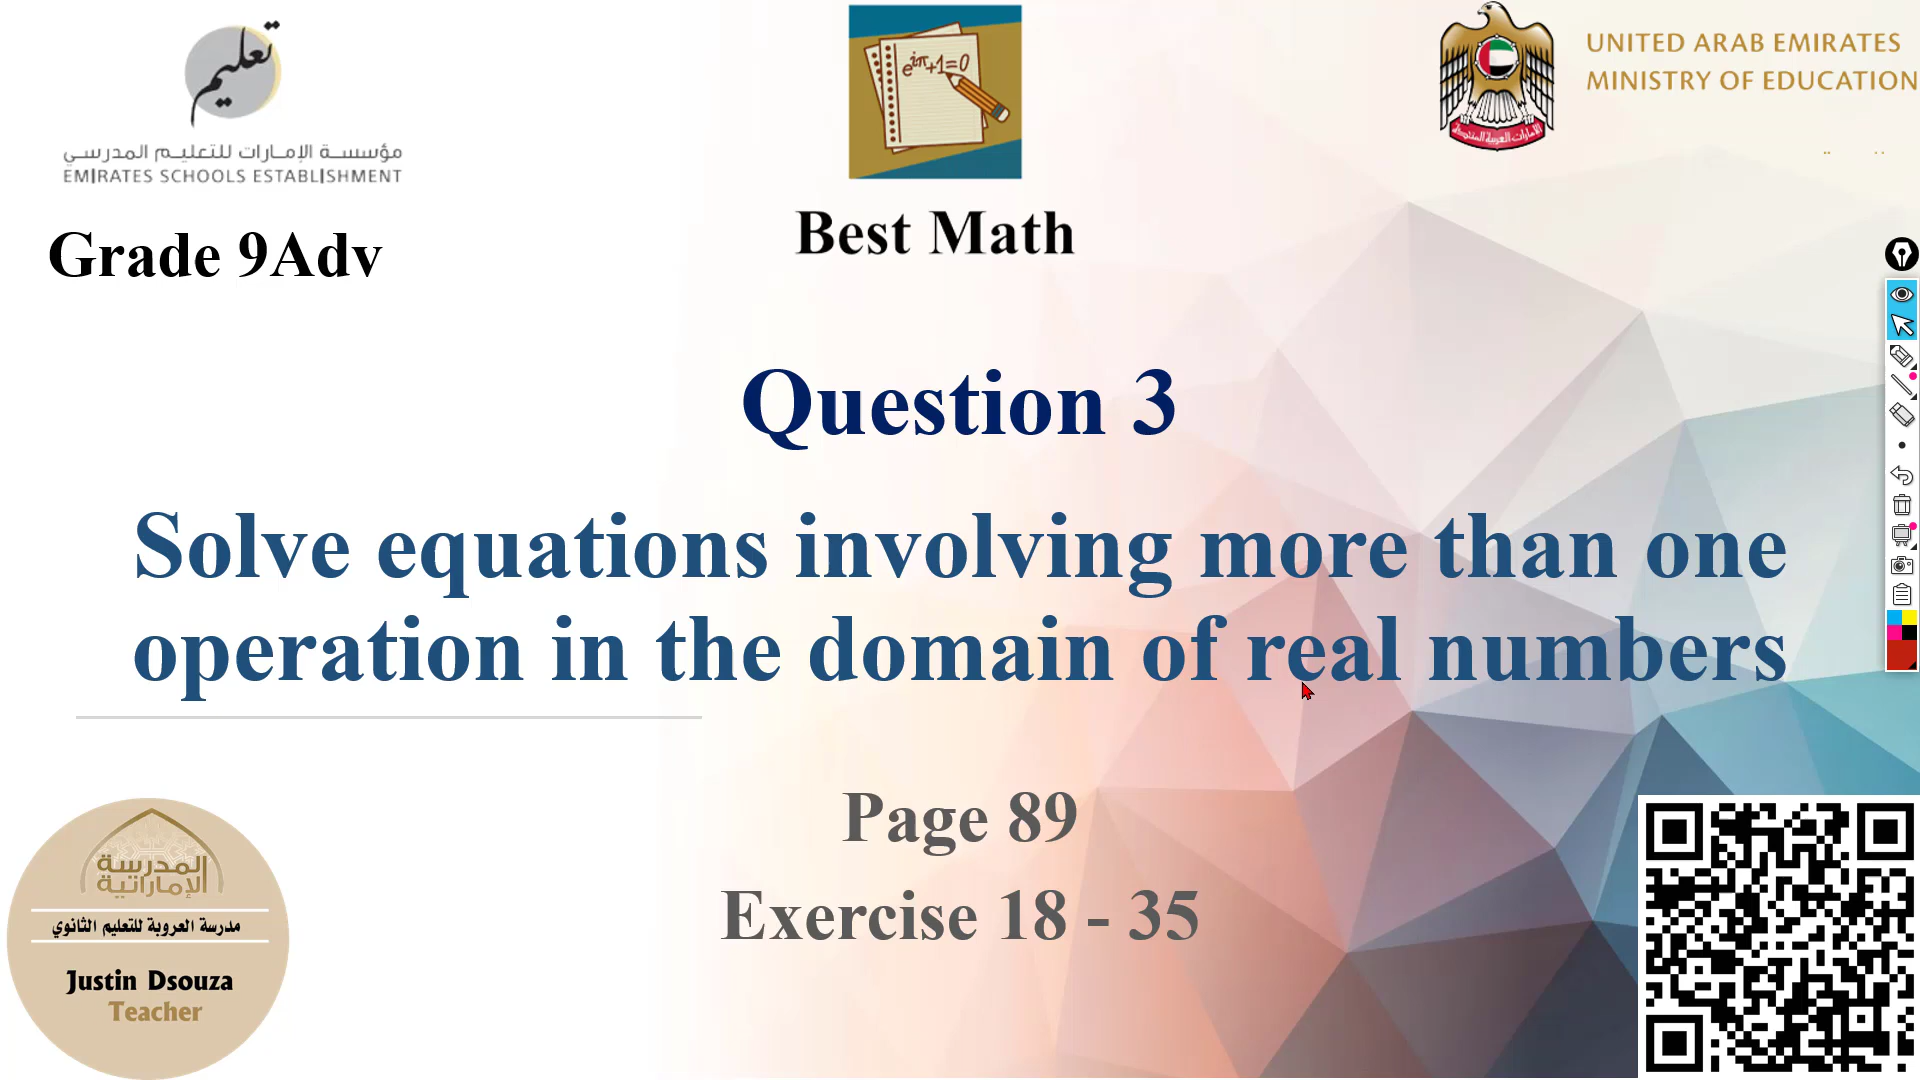 تعليم
مؤسسة الإمارات للتعليم المدرسي
EMIRATES SCHOOLS ESTABLISHMENT
e^iπ+1=0
UNITED ARAB EMIRATES
MINISTRY OF EDUCATION
Grade 9Adv
Best Math
Question 3
Solve equations involving more than one
operation in the domain of real numbers
Page 89
Exercise 18 - 35
المدرسة
الإماراتية
مدرسة العروبة للتعليم الثانوي
Justin Dsouza
Teacher